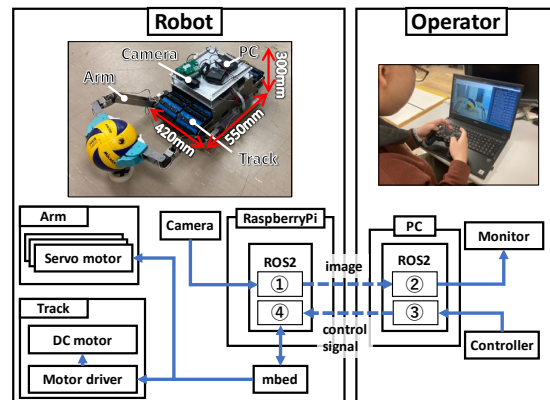 Robot
Operator
Camera
PC
Arm
300mm
420mm
550mm
Track
Arm
Servo motor
Camera
RaspberryPi
ROS2
①
④
image
control
signal
PC
ROS2
②
③
Monitor
Controller
Track
DC motor
Motor driver
mbed